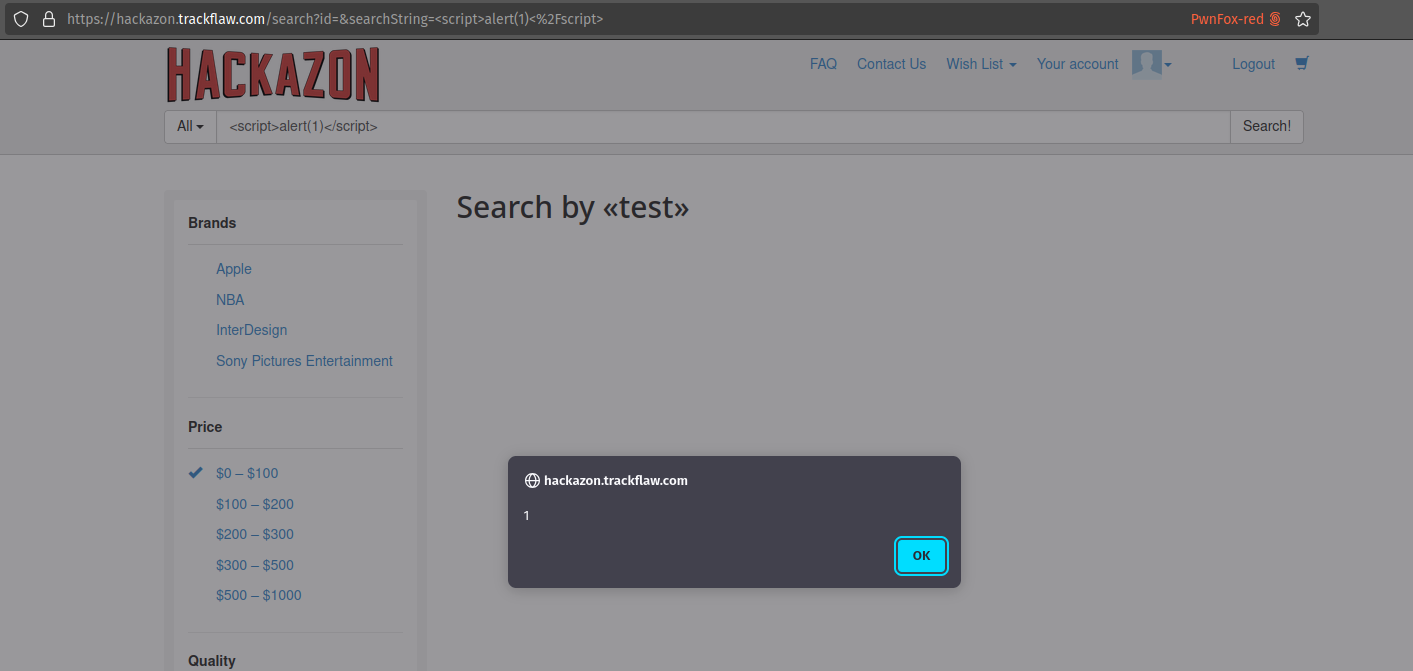 https://hackazon.trackflaw.com/search?id=&searchString=<script>alert(1)<%2Fscript>
PwnFox-red
HACKAZON
FAQ Contact Us Wish List Your account Logout
All <script>alert(1)</script> Search!
Search by «test»
Brands
Apple
NBA
InterDesign
Sony Pictures Entertainment
Price
$0 – $100
$100 – $200
$200 – $300
$300 – $500
$500 – $1000
Quality
hackazon.trackflaw.com
1
OK